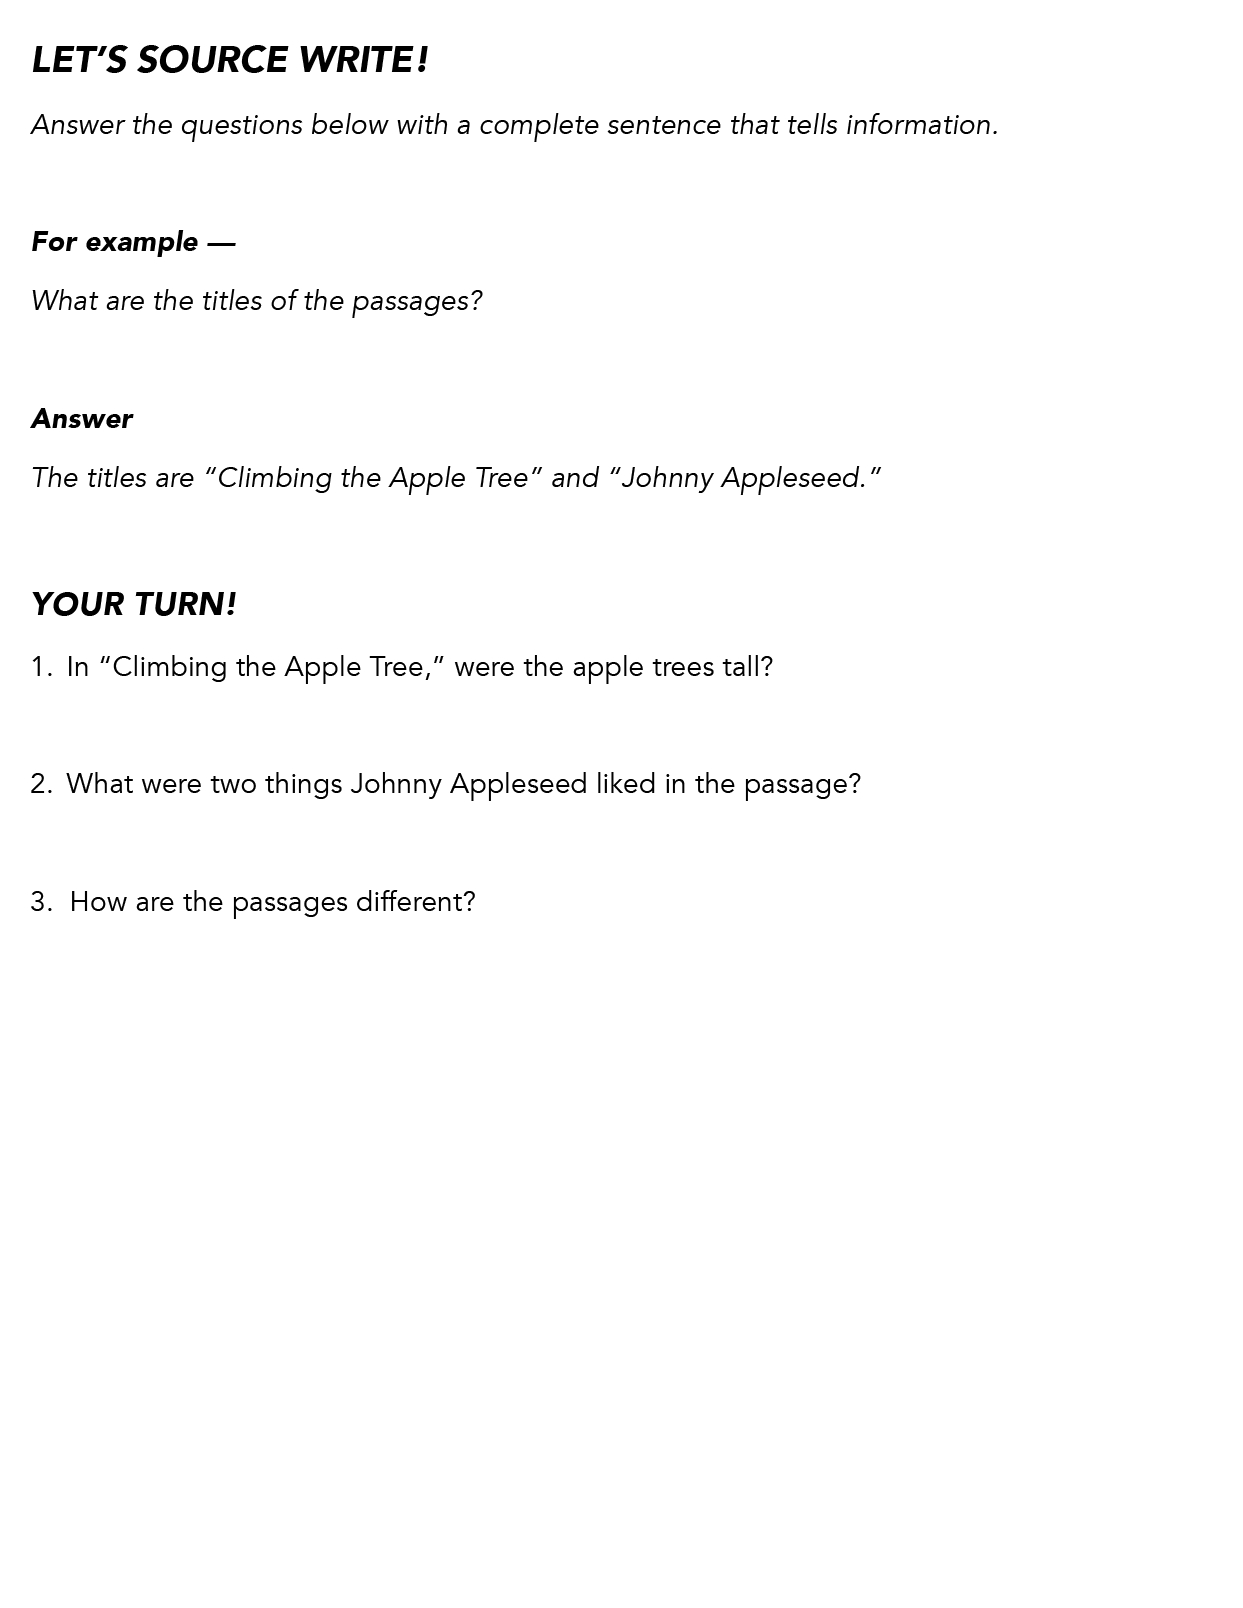 LET’S SOURCE WRITE!
Answer the questions below with a complete sentence that tells information.
For example —
What are the titles of the passages?
Answer
The titles are “Climbing the Apple Tree” and “Johnny Appleseed.”
YOUR TURN!
1. In “Climbing the Apple Tree,” were the apple trees tall?
2. What were two things Johnny Appleseed liked in the passage?
3. How are the passages different?